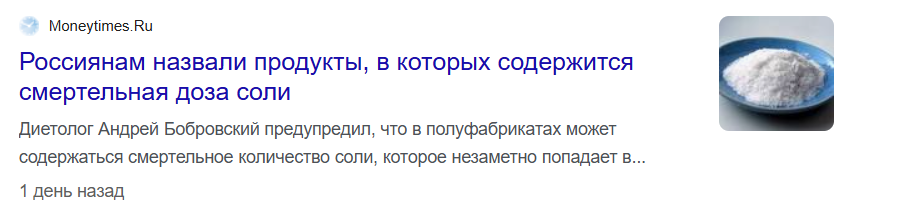 Moneytimes.Ru
Россиянам назвали продукты, в которых содержится
смертельная доза соли
Диетолог Андрей Бобровский предупредил, что в полуфабрикатах может
содержаться смертельное количество соли, которое незаметно попадает в...
1 день назад